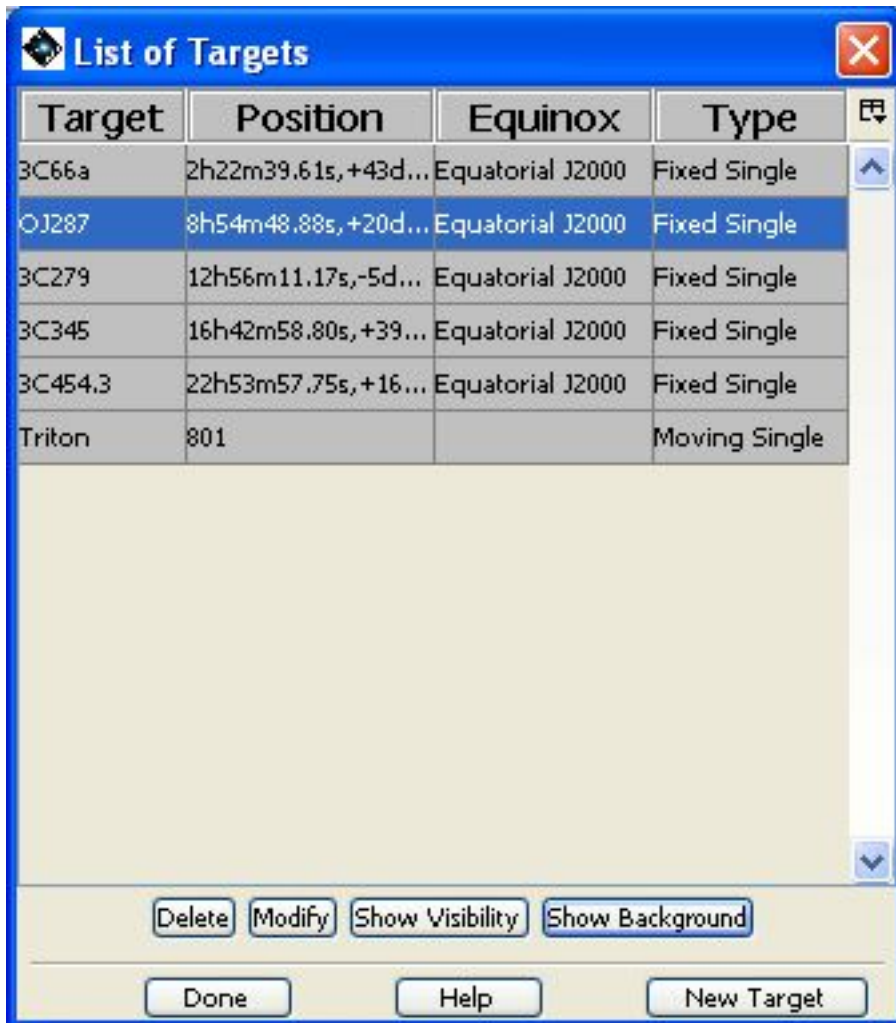 List of Targets
Target Position Equinox Type
3C66a 2h22m39.61s,+43d... Equatorial J2000 Fixed Single
OJ287 8h54m48.88s,+20d... Equatorial J2000 Fixed Single
3C279 12h56m11.17s,-5d... Equatorial J2000 Fixed Single
3C345 16h42m58.80s,+39... Equatorial J2000 Fixed Single
3C454.3 22h53m57.75s,+16... Equatorial J2000 Fixed Single
Triton 801 Moving Single
Delete Modify Show Visibility Show Background
Done Help New Target